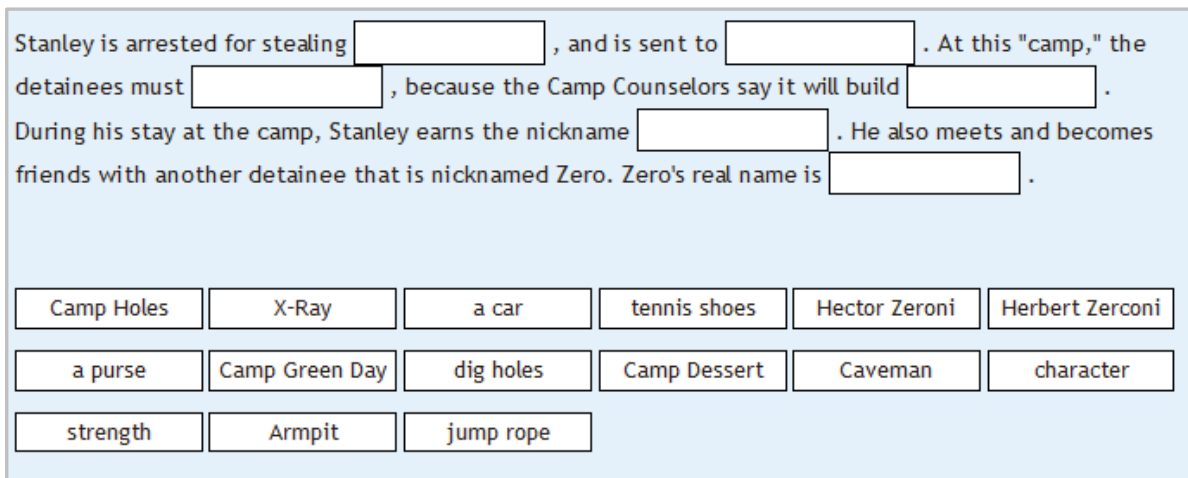 Stanley is arrested for stealing , and is sent to . At this "camp," the
detainees must , because the Camp Counselors say it will build .
During his stay at the camp, Stanley earns the nickname . He also meets and becomes
friends with another detainee that is nicknamed Zero. Zero's real name is .
Camp Holes X-Ray a car tennis shoes Hector Zeroni Herbert Zerconi
a purse Camp Green Day dig holes Camp Dessert Caveman character
strength Armpit jump rope